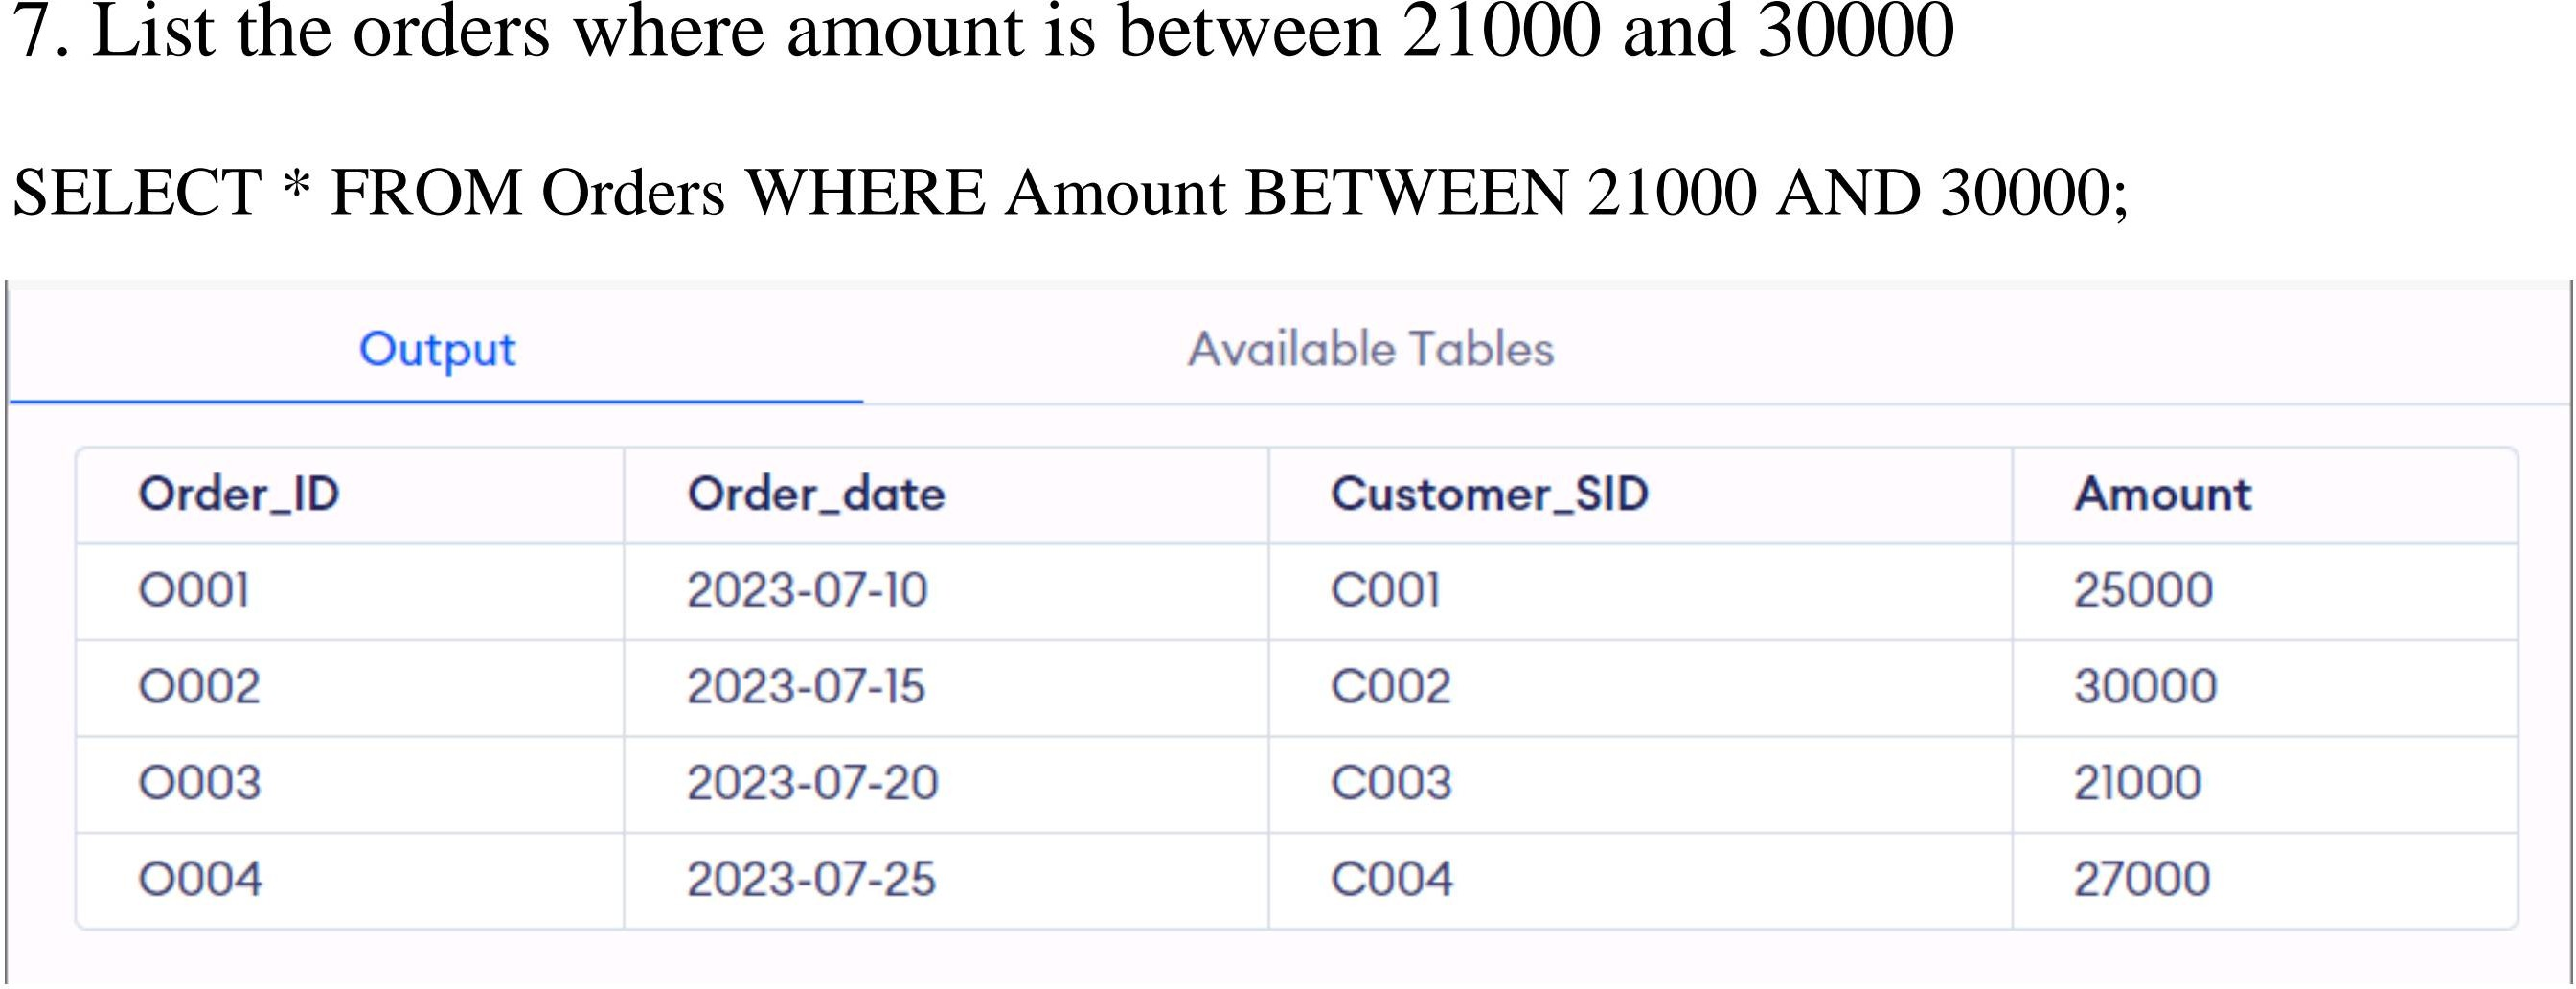 7. List the orders where amount is between 21000 and 30000
SELECT * FROM Orders WHERE Amount BETWEEN 21000 AND 30000;
Output Available Tables
Order_ID Order_date Customer_SID Amount
O001 2023-07-10 C001 25000
O002 2023-07-15 C002 30000
O003 2023-07-20 C003 21000
O004 2023-07-25 C004 27000